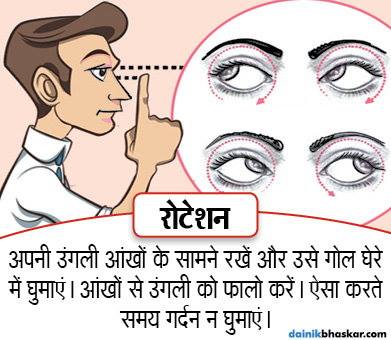 रोटेशन
अपनी उंगली आंखों के सामने रखें और उसे गोल घेरे
में घुमाएं। आंखों से उंगली को फालो करें। ऐसा करते
समय गर्दन न घुमाएं।
dainikbhaskar.com